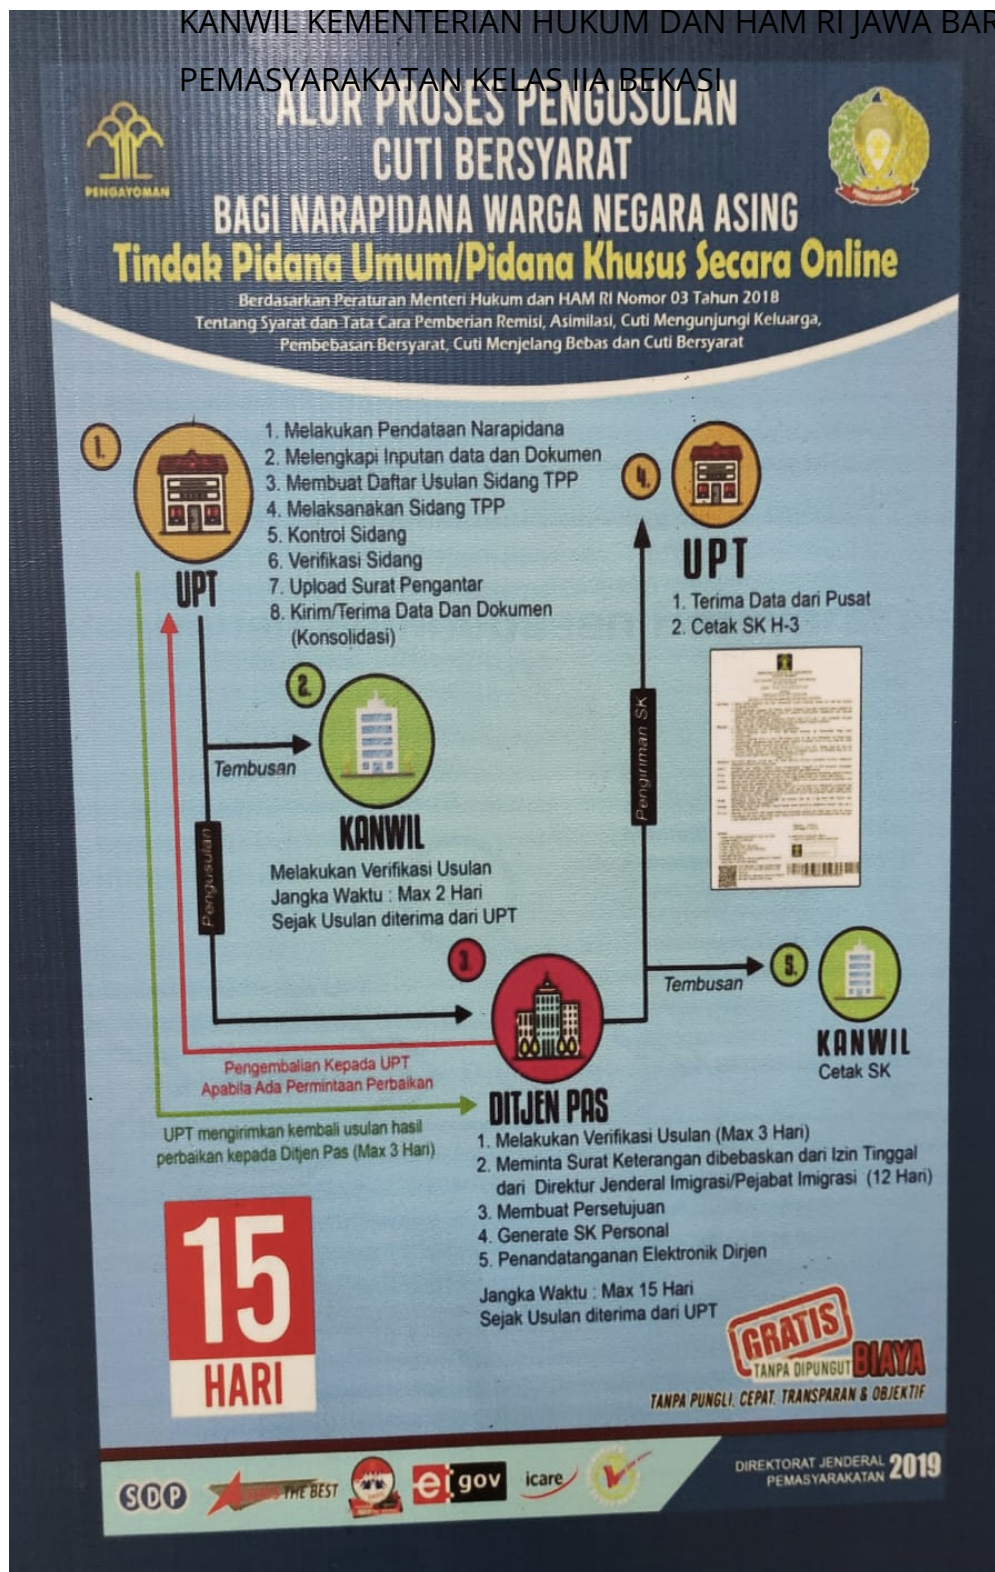 KANWIL KEMENTERIAN HUKUM DAN HAM RI JAWA BAR
PEMASYARAKATAN KELAS IIA BEKASI
ALUR PROSES PENGUSULAN
CUTI BERSYARAT
BAGI NARAPIDANA WARGA NEGARA ASING
Tindak Pidana Umum/Pidana Khusus Secara Online
Berdasarkan Peraturan Menteri Hukum dan HAM RI Nomor 03 Tahun 2018
Tentang Syarat dan Tata Cara Pemberian Remisi, Asimilasi, Cuti Mengunjungi Keluarga,
Pembebasan Bersyarat, Cuti Menjelang Bebas dan Cuti Bersyarat
PENGAYOMAN
PEMASYARAKATAN
1.
UPT
1. Melakukan Pendataan Narapidana
2. Melengkapi Inputan data dan Dokumen
3. Membuat Daftar Usulan Sidang TPP
4. Melaksanakan Sidang TPP
5. Kontrol Sidang
6. Verifikasi Sidang
7. Upload Surat Pengantar
8. Kirim/Terima Data Dan Dokumen
(Konsolidasi)
2.
Tembusan
KANWIL
Melakukan Verifikasi Usulan
Jangka Waktu : Max 2 Hari
Sejak Usulan diterima dari UPT
Pengusulan
3.
DITJEN PAS
1. Melakukan Verifikasi Usulan (Max 3 Hari)
2. Meminta Surat Keterangan dibebaskan dari Izin Tinggal
dari Direktur Jenderal Imigrasi/Pejabat Imigrasi (12 Hari)
3. Membuat Persetujuan
4. Generate SK Personal
5. Penandatanganan Elektronik Dirjen
Jangka Waktu : Max 15 Hari
Sejak Usulan diterima dari UPT
Pengembalian Kepada UPT
Apabila Ada Permintaan Perbaikan
UPT mengirimkan kembali usulan hasil
perbaikan kepada Ditjen Pas (Max 3 Hari)
Pengiriman SK
4.
UPT
1. Terima Data dari Pusat
2. Cetak SK H-3
Tembusan
5.
KANWIL
Cetak SK
15
HARI
GRATIS
TANPA DIPUNGUT BIAYA
TANPA PUNGLI, CEPAT, TRANSPARAN & OBJEKTIF
SDP
THE BEST
ei gov
icare
DIREKTORAT JENDERAL
PEMASYARAKATAN 2019